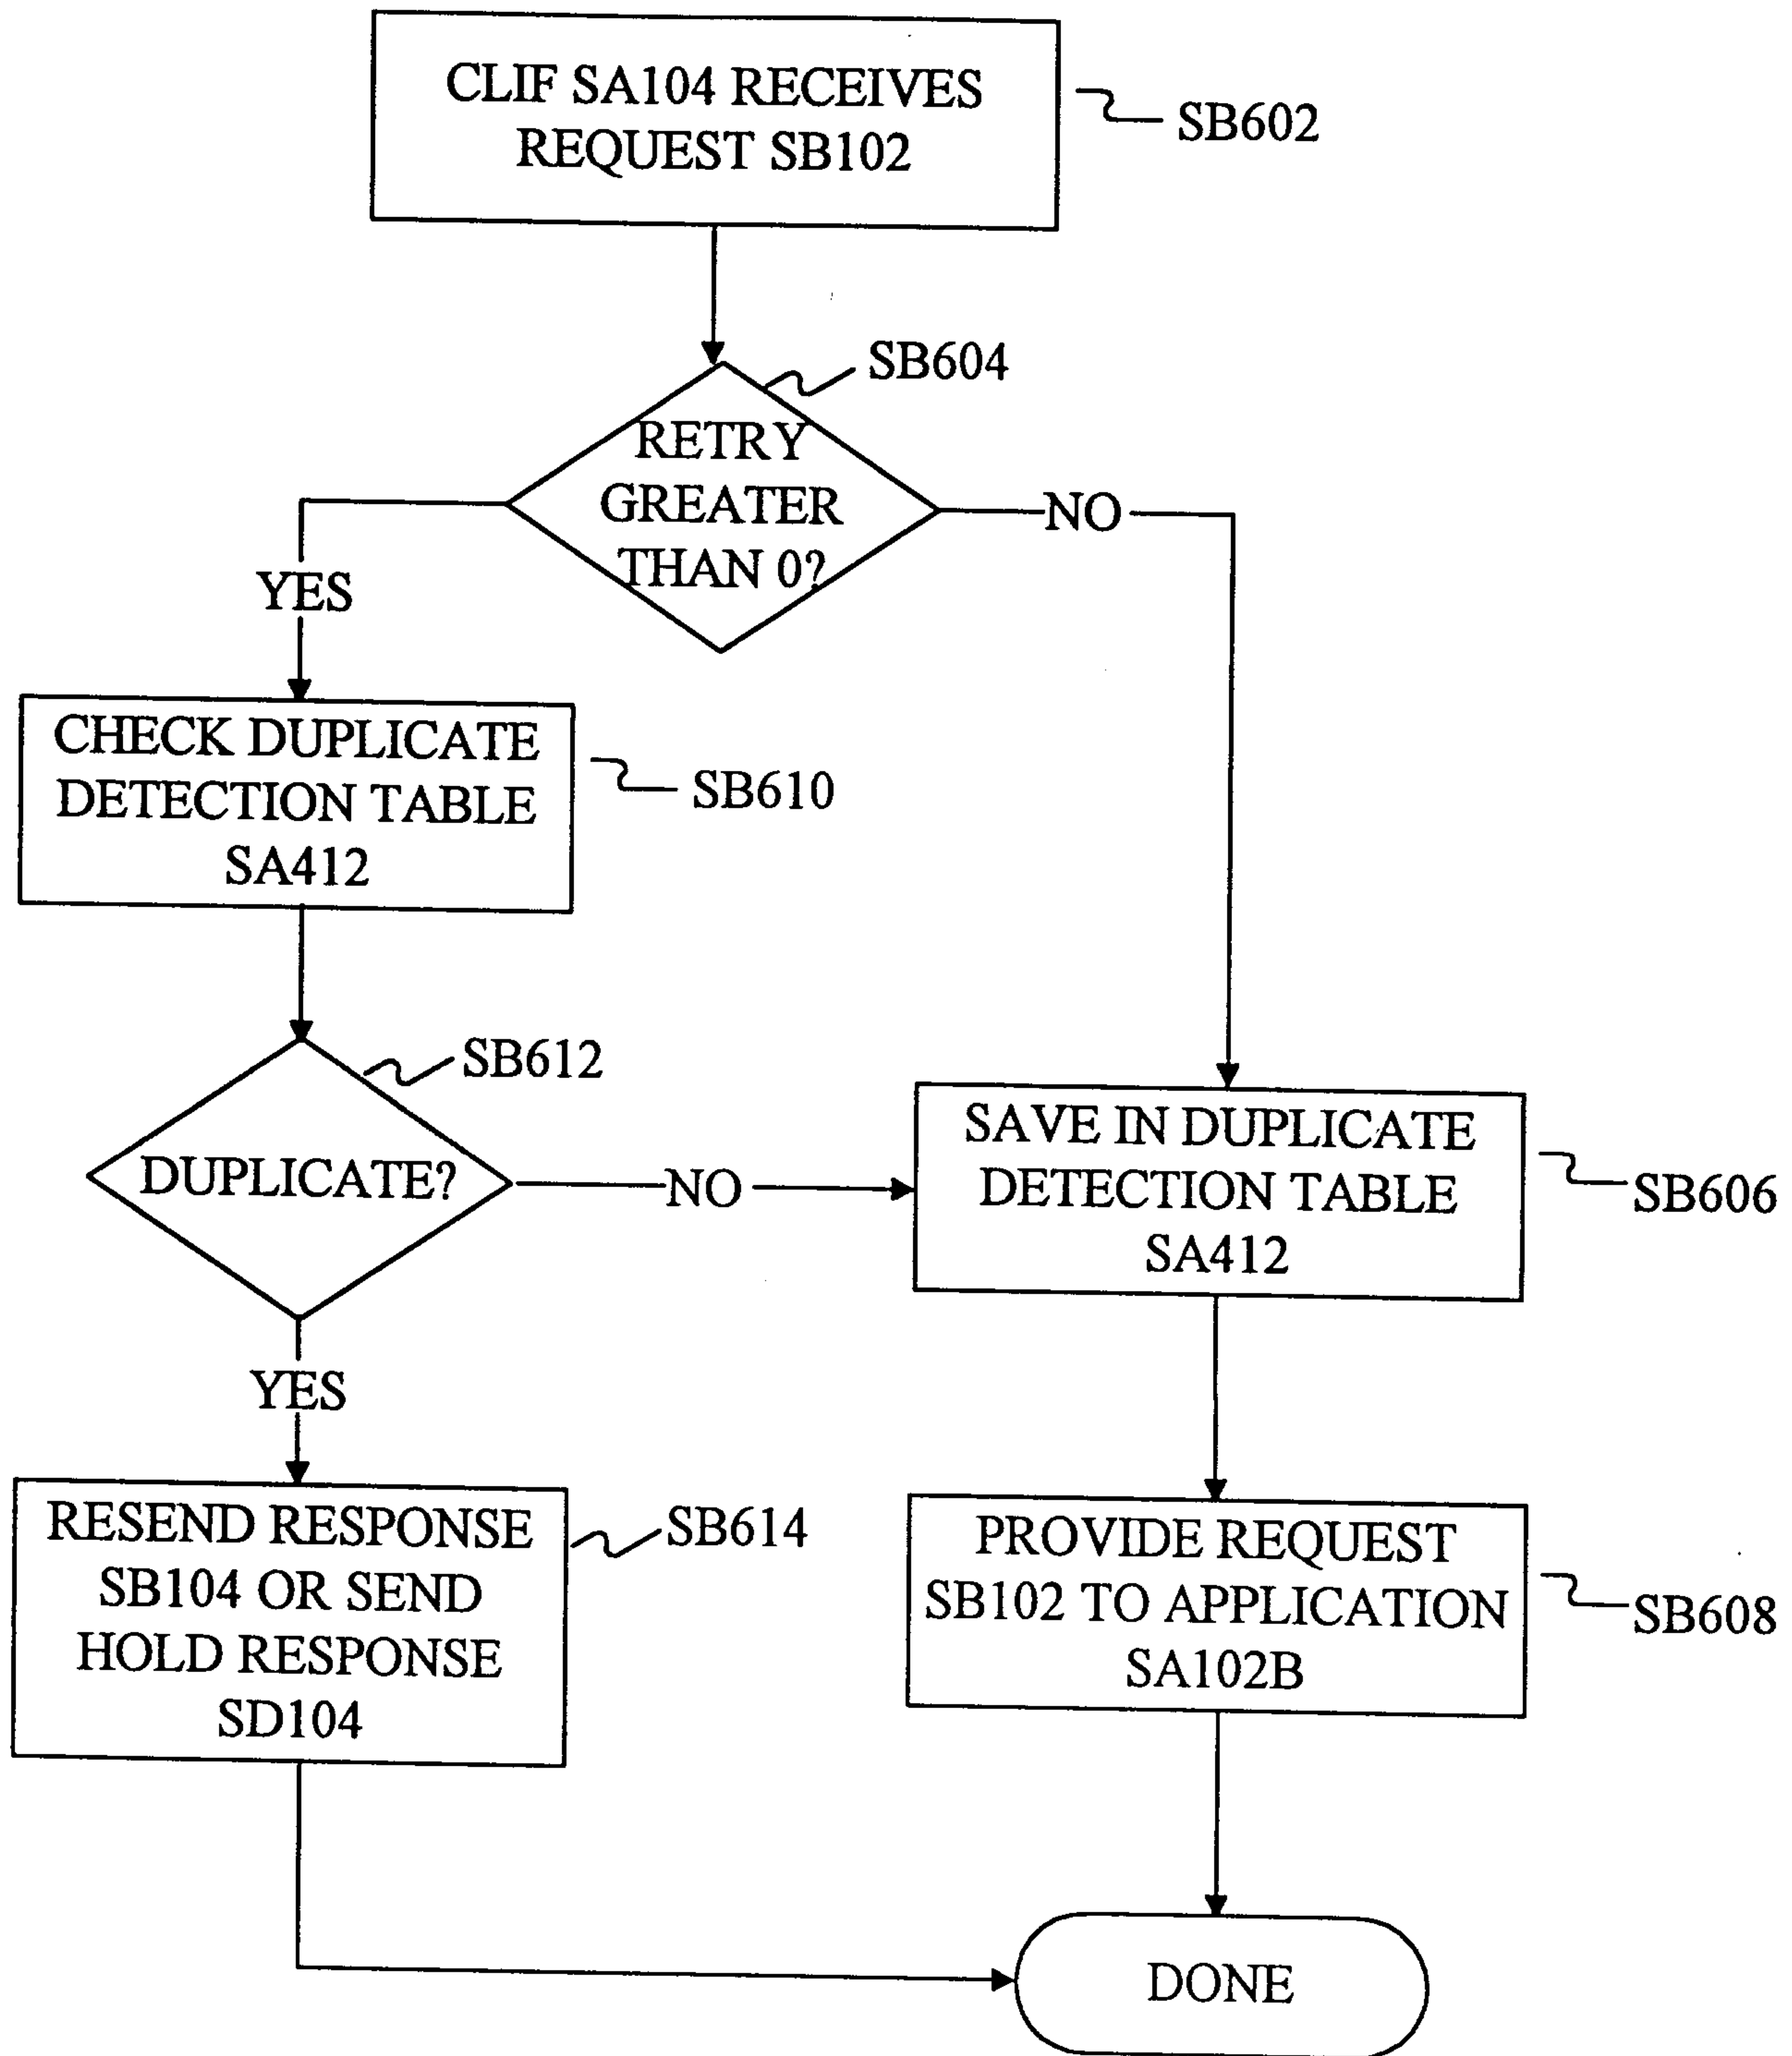 CLIF SA104 RECEIVES
REQUEST SB102
SB602
SB604
RETRY
GREATER
THAN 0?
NO
YES
CHECK DUPLICATE
DETECTION TABLE
SA412
SB610
SB612
DUPLICATE?
NO
SAVE IN DUPLICATE
DETECTION TABLE
SA412
SB606
YES
RESEND RESPONSE
SB104 OR SEND
HOLD RESPONSE
SD104
SB614
PROVIDE REQUEST
SB102 TO APPLICATION
SA102B
SB608
DONE